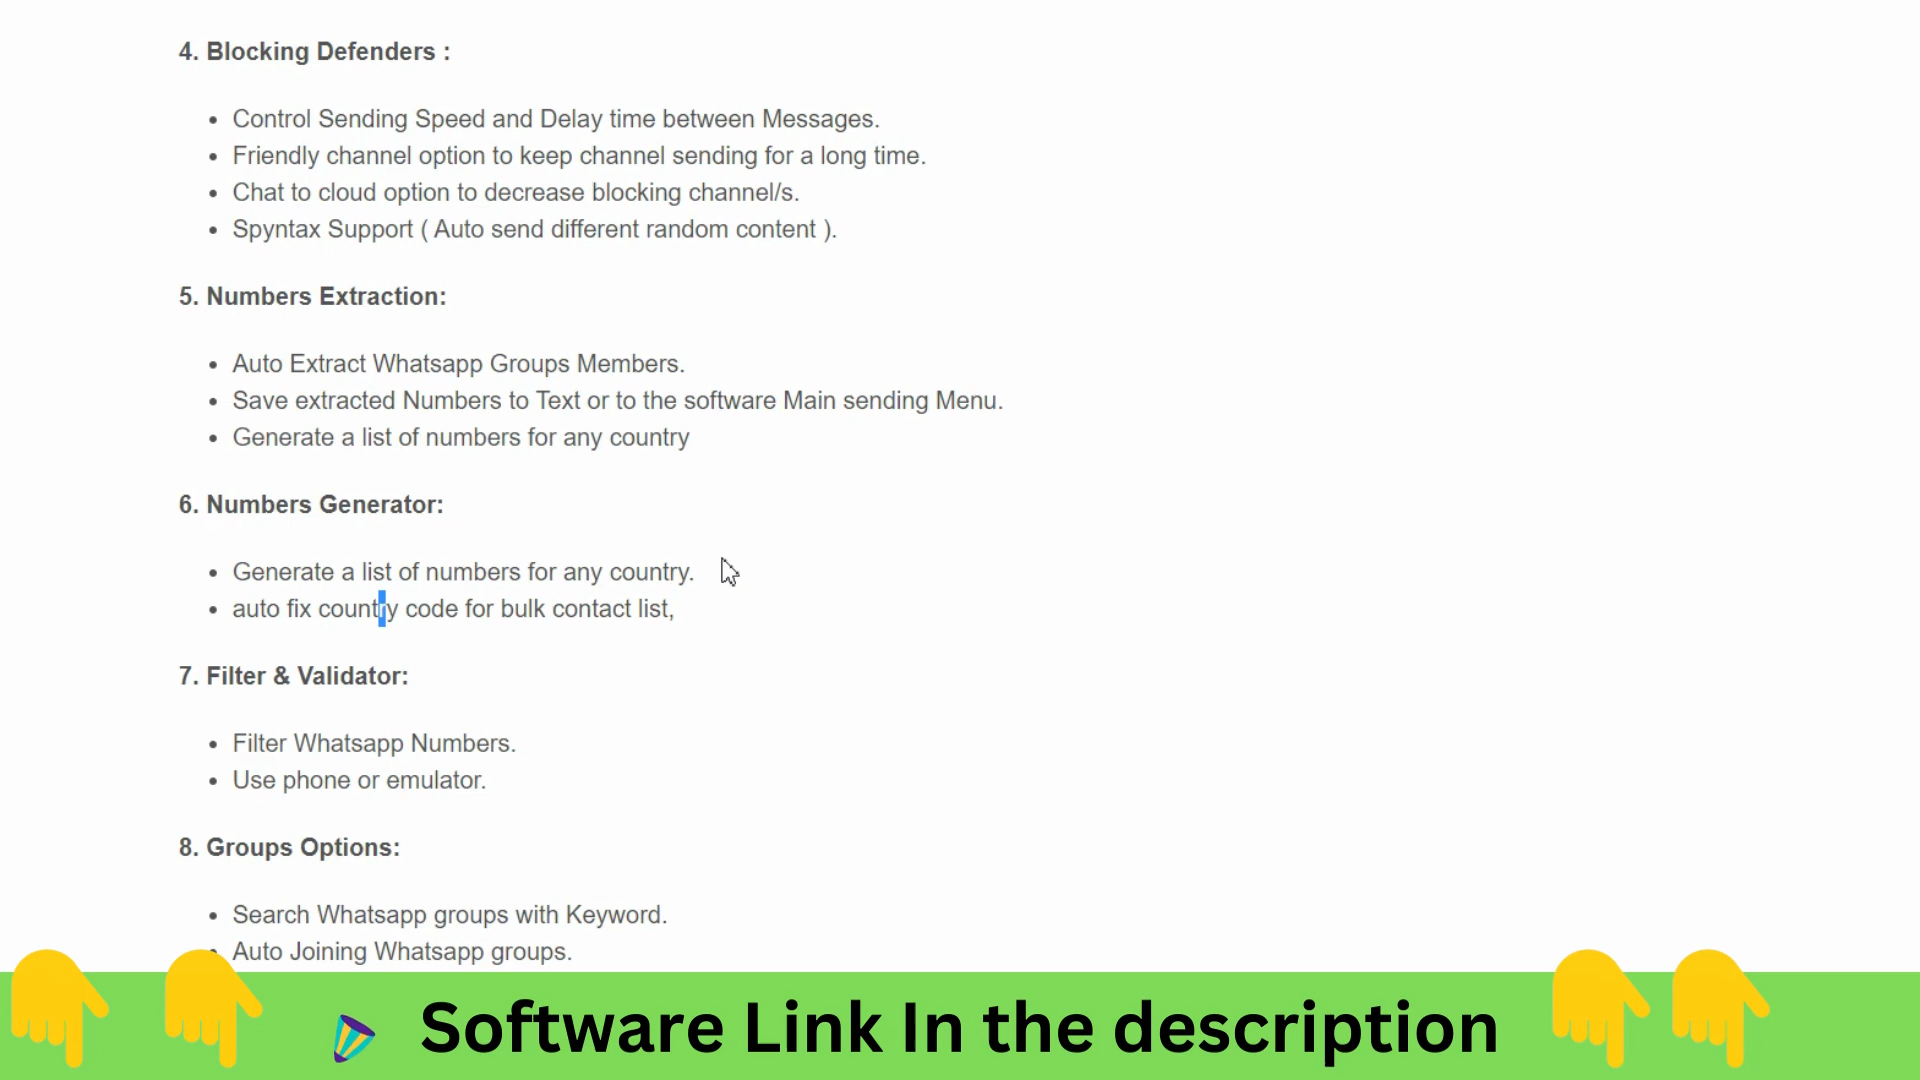 4. Blocking Defenders :
• Control Sending Speed and Delay time between Messages.
• Friendly channel option to keep channel sending for a long time.
• Chat to cloud option to decrease blocking channel/s.
• Spyntax Support ( Auto send different random content ).
5. Numbers Extraction:
• Auto Extract Whatsapp Groups Members.
• Save extracted Numbers to Text or to the software Main sending Menu.
• Generate a list of numbers for any country
6. Numbers Generator:
• Generate a list of numbers for any country.
• auto fix country code for bulk contact list,
7. Filter & Validator:
• Filter Whatsapp Numbers.
• Use phone or emulator.
8. Groups Options:
• Search Whatsapp groups with Keyword.
• Auto Joining Whatsapp groups.
Software Link In the description